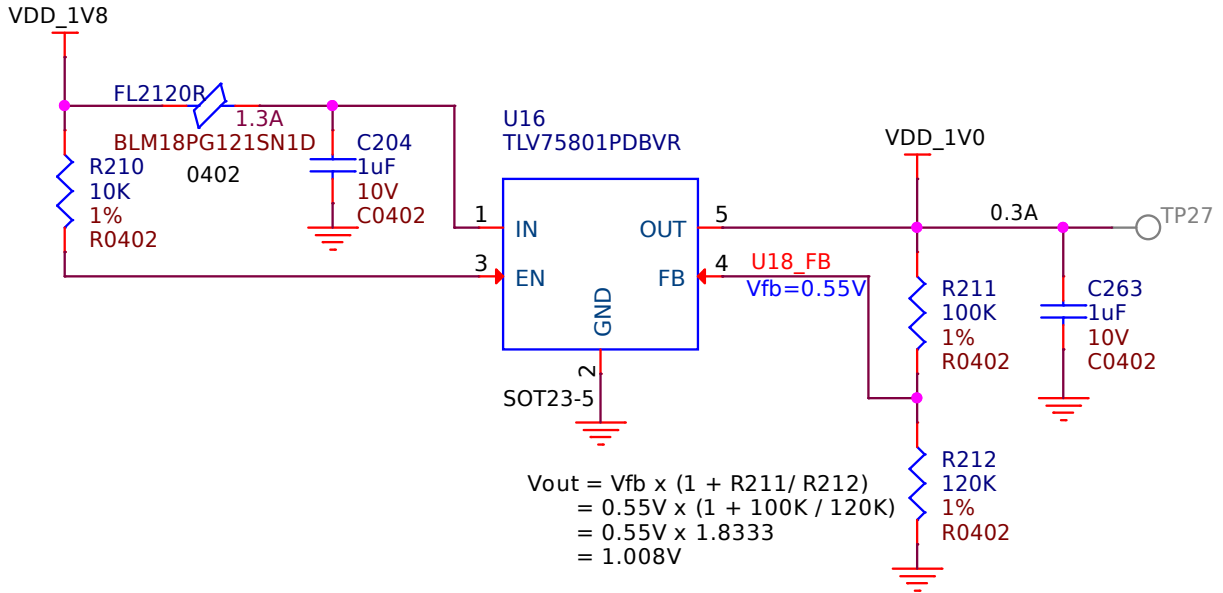 VDD_1V8
FL2120R
1.3A
BLM18PG121SN1D
0402
R210
10K
1%
R0402
C204
1uF
10V
C0402
U16
TLV75801PDBVR
1
IN
3
EN
GND
2
SOT23-5
OUT
5
FB
4
U18_FB
Vfb=0.55V
VDD_1V0
0.3A
TP27
R211
100K
1%
R0402
C263
1uF
10V
C0402
R212
120K
1%
R0402
Vout = Vfb x (1 + R211/ R212)
= 0.55V x (1 + 100K / 120K)
= 0.55V x 1.8333
= 1.008V